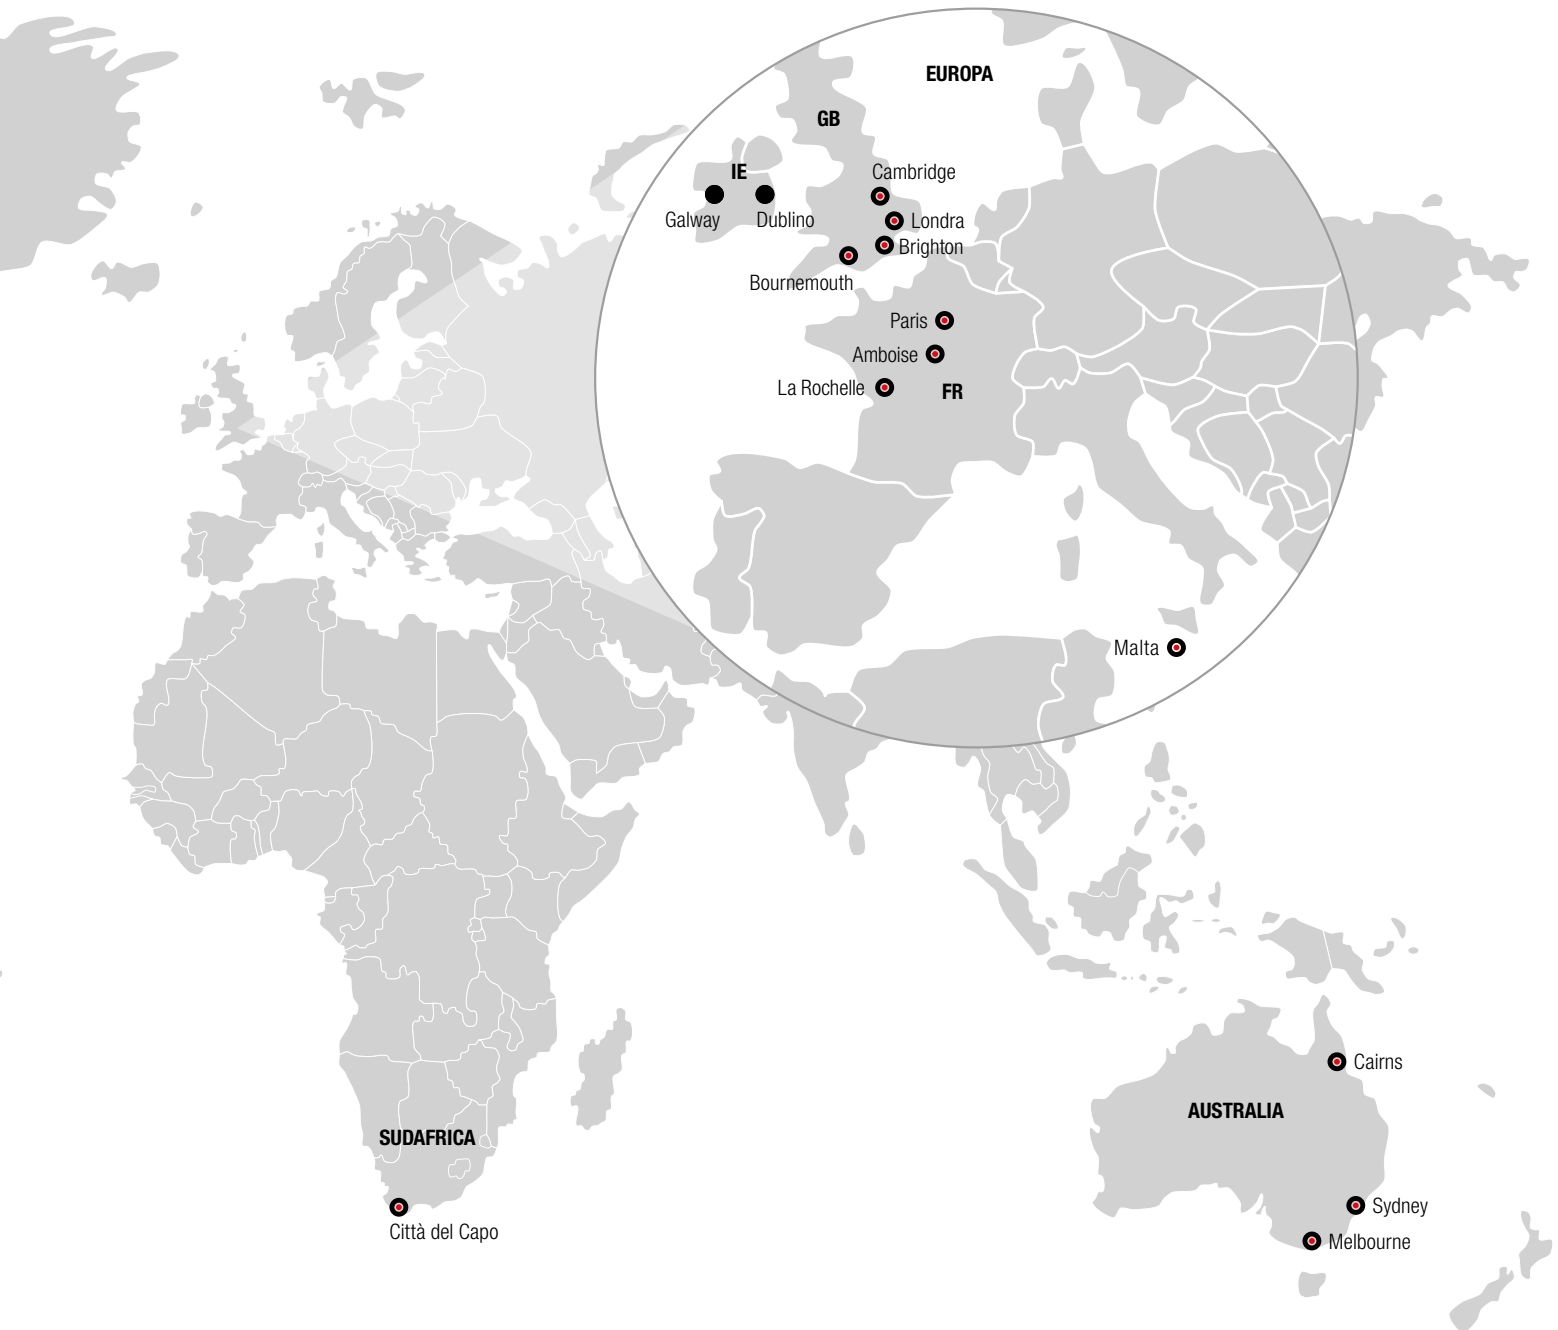 EUROPA
GB
IE
Cambridge
Galway
Dublino
Londra
Brighton
Bournemouth
Paris
Amboise
La Rochelle
FR
Malta
Cairns
AUSTRALIA
SUDAFRICA
Sydney
Città del Capo
Melbourne